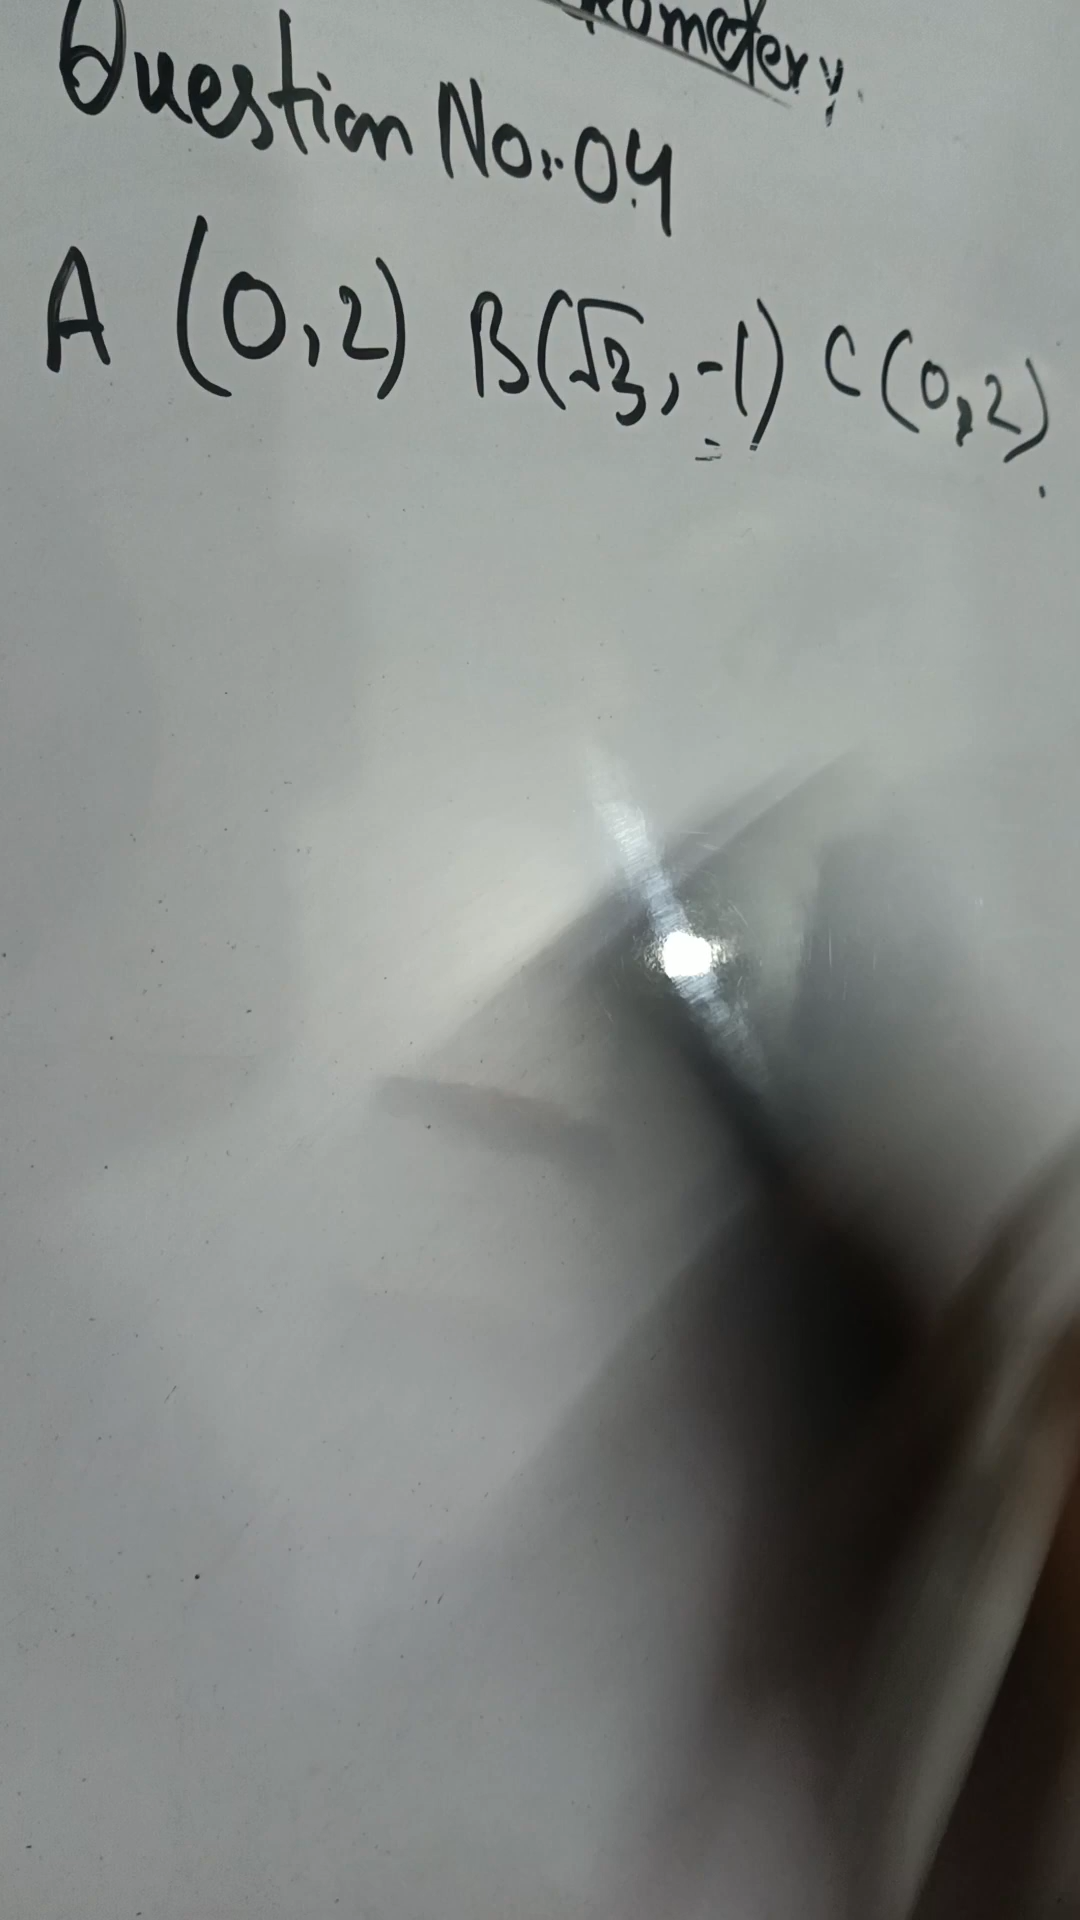 Question No:. 04
A (0,2) B(√3,-1) C(0,2).